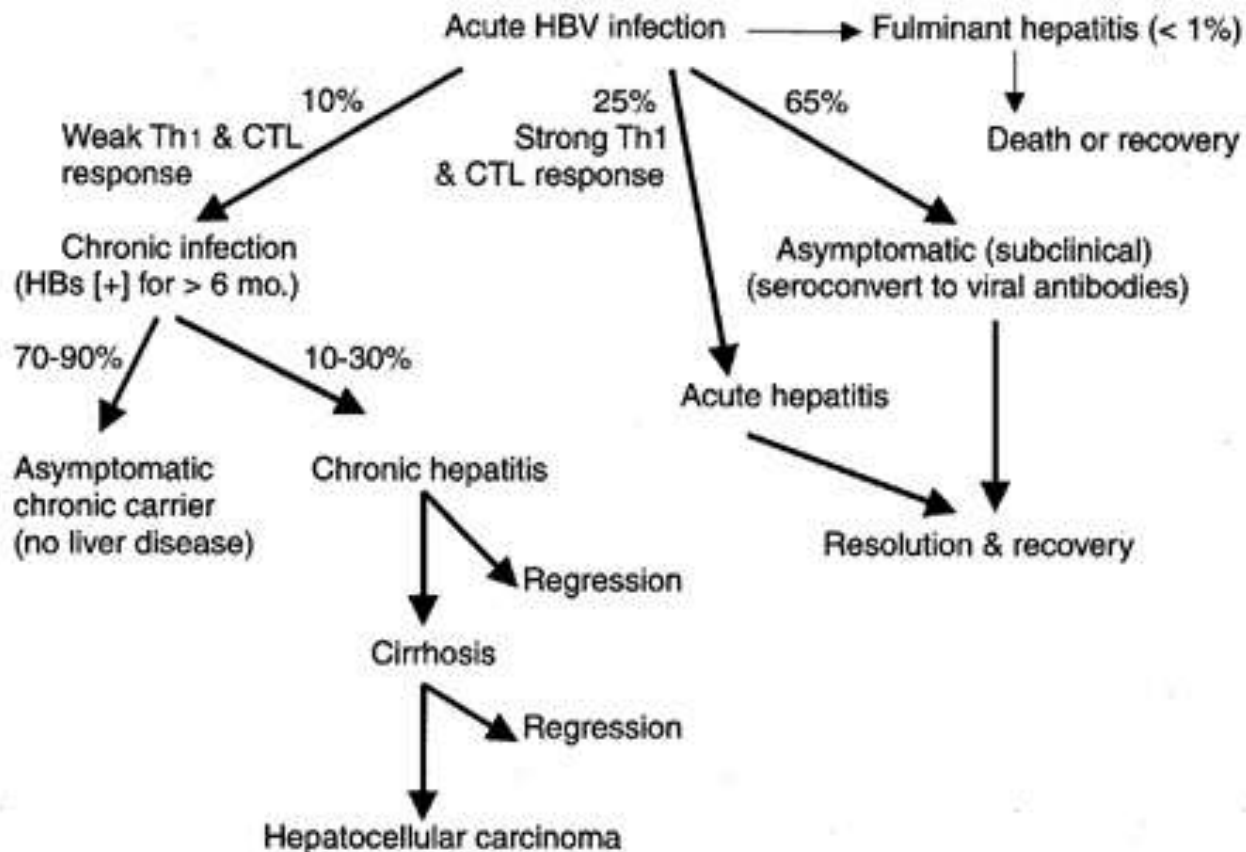 Acute HBV infection
Fulminant hepatitis (< 1%)
Death or recovery
10%
Weak Th1 & CTL
response
25%
Strong Th1
& CTL response
65%
Chronic infection
(HBs [+] for > 6 mo.)
Asymptomatic (subclinical)
(seroconvert to viral antibodies)
70-90%
10-30%
Acute hepatitis
Asymptomatic
chronic carrier
(no liver disease)
Chronic hepatitis
Resolution & recovery
Regression
Cirrhosis
Regression
Hepatocellular carcinoma